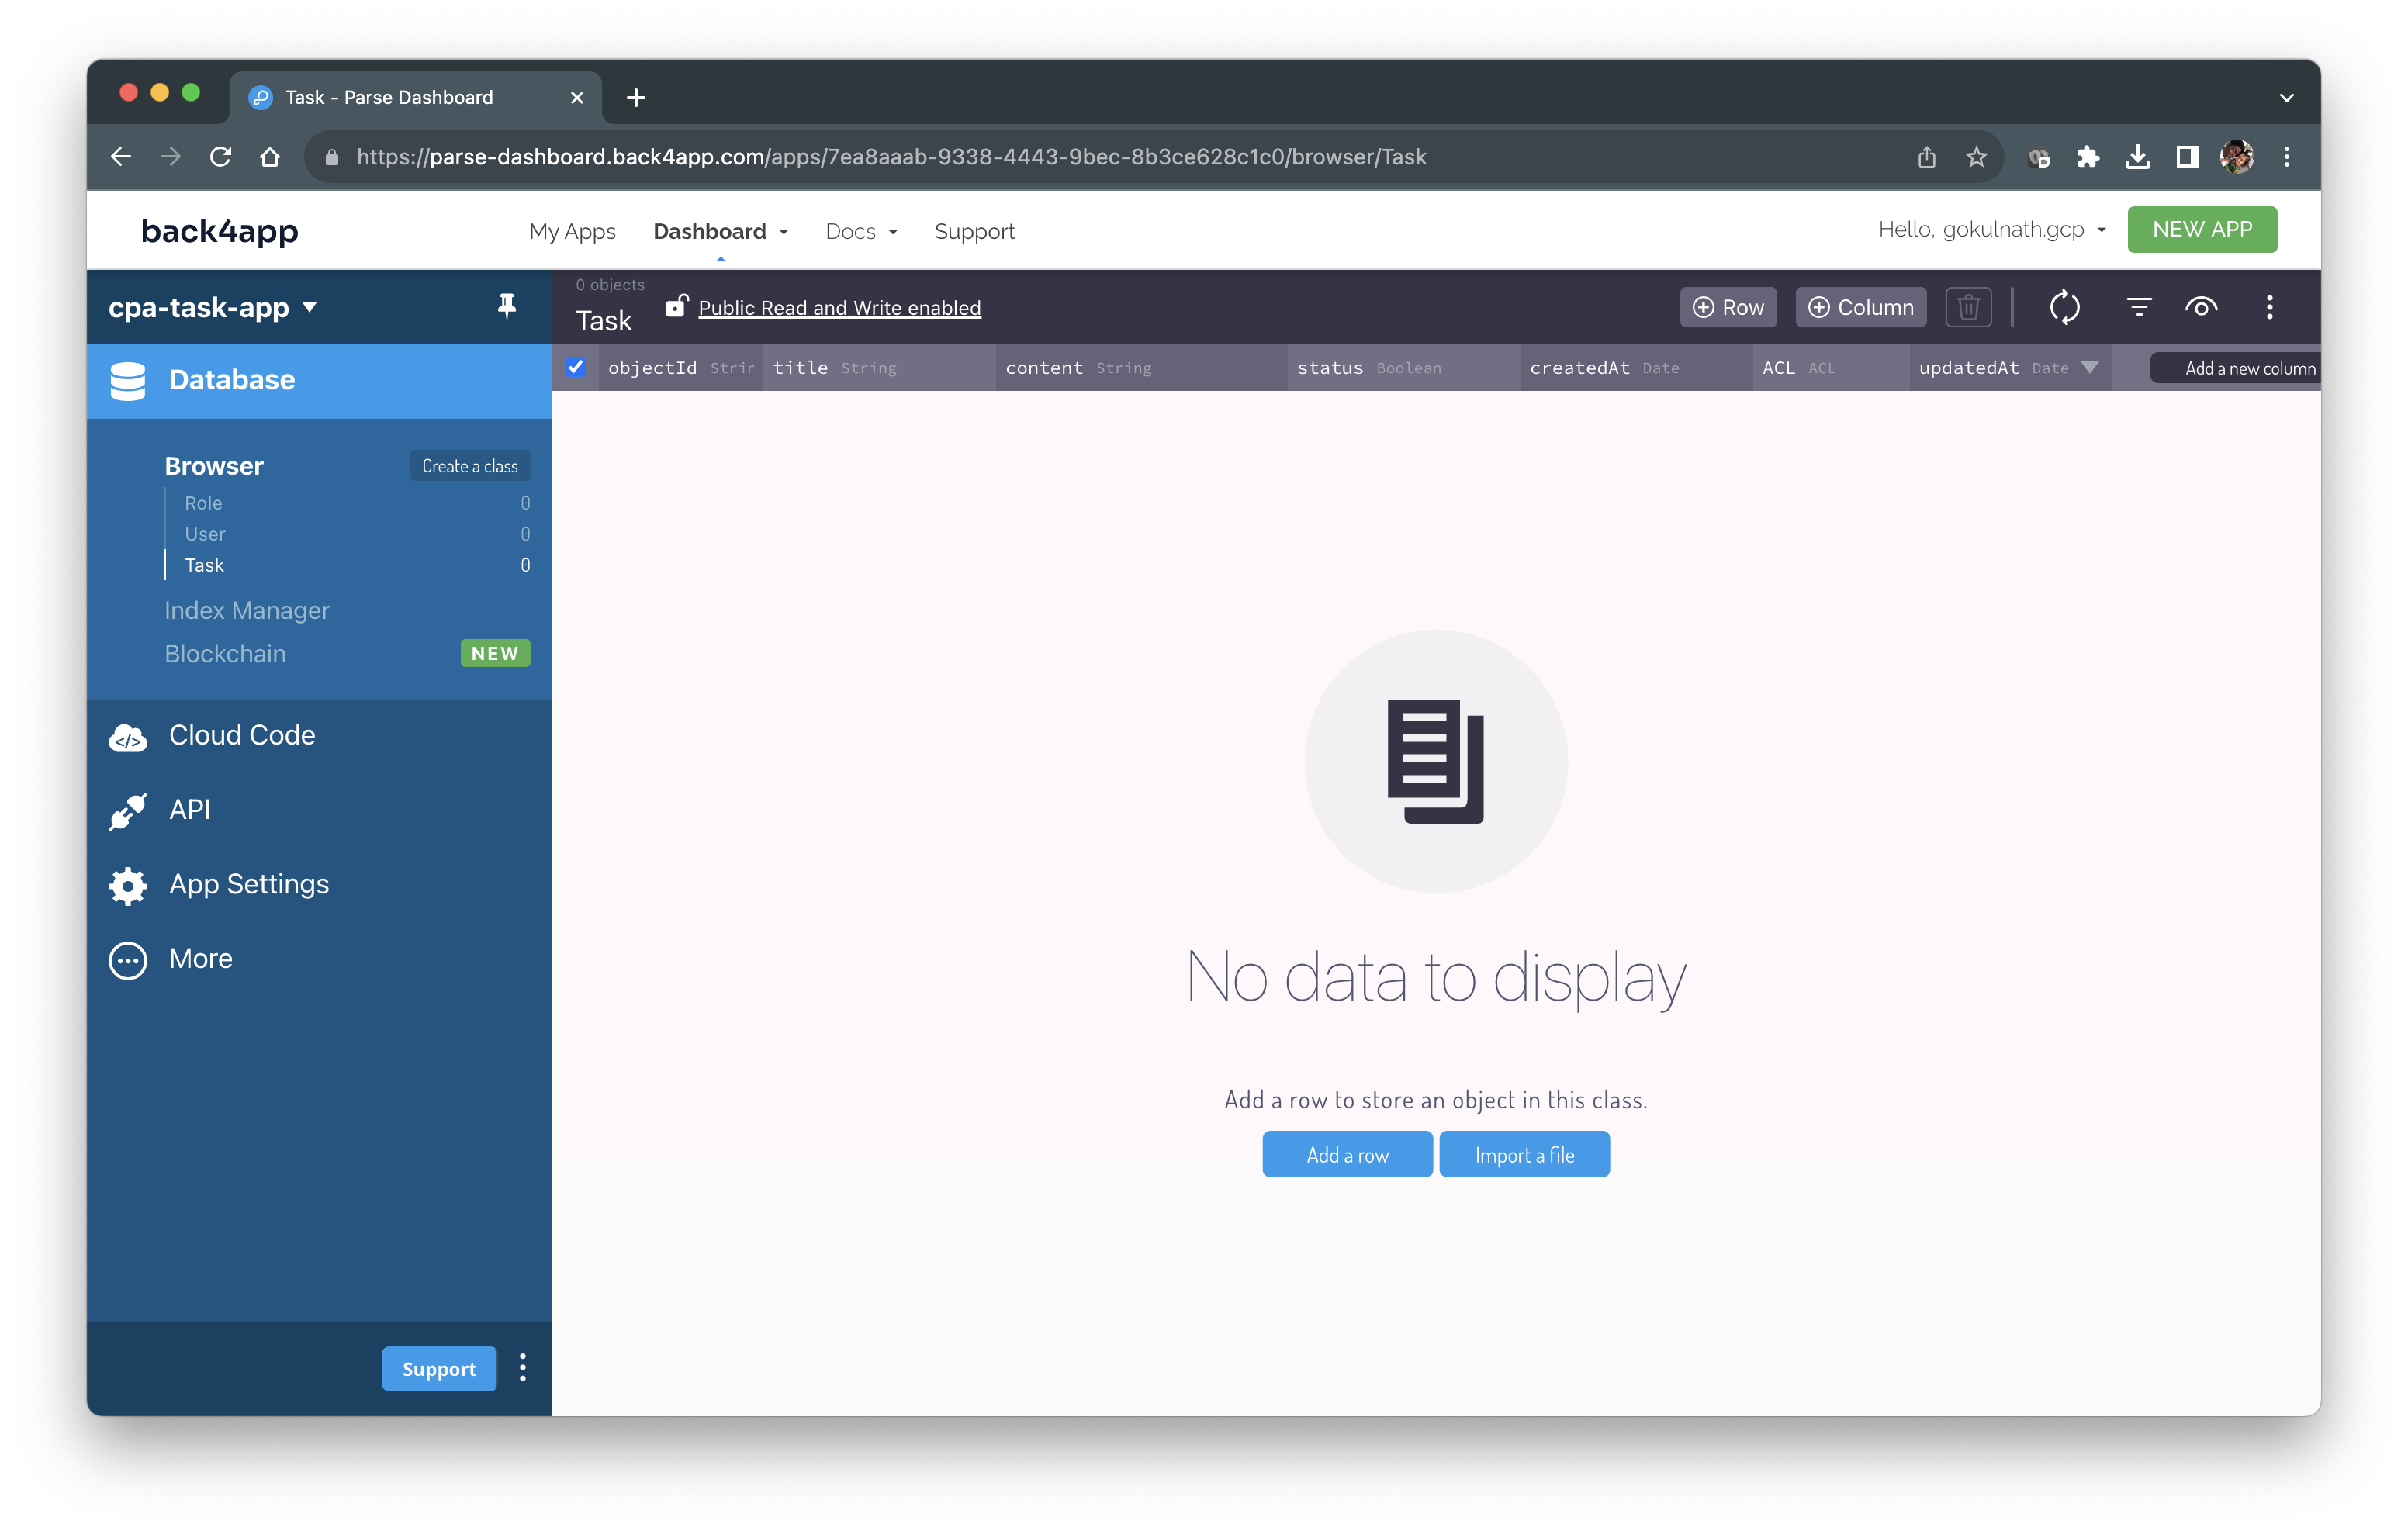 Task - Parse Dashboard
https://parse-dashboard.back4app.com/apps/7ea8aaab-9338-4443-9bec-8b3ce628c1c0/browser/Task
back4app
My Apps Dashboard Docs Support
Hello, gokulnath.gcp NEW APP
cpa-task-app
0 objects
Task
Public Read and Write enabled
Row Column
objectId Strin title String content String status Boolean createdAt Date ACL ACL updatedAt Date Add a new column
Database
Browser Create a class
Role 0
User 0
Task 0
Index Manager
Blockchain NEW
Cloud Code
API
App Settings
More
No data to display
Add a row to store an object in this class.
Add a row Import a file
Support